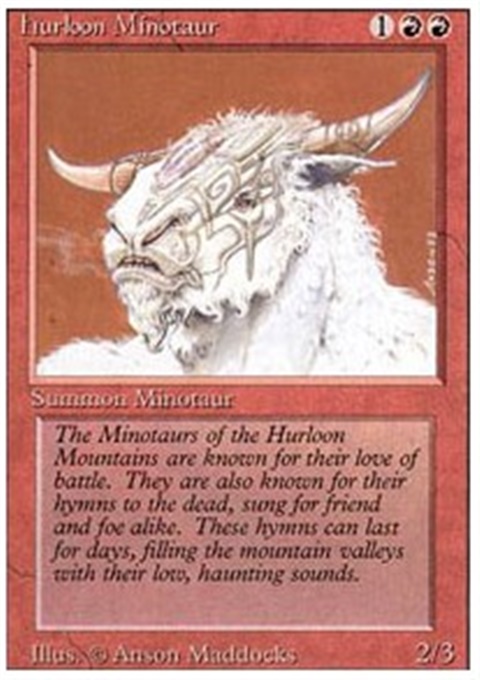 Hurloon Minotaur
1
Summon Minotaur
The Minotaurs of the Hurloon
Mountains are known for their love of
battle. They are also known for their
hymns to the dead, sung for friend
and foe alike. These hymns can last
for days, filling the mountain valleys
with their low, haunting sounds.
Illus. © Anson Maddocks
2/3